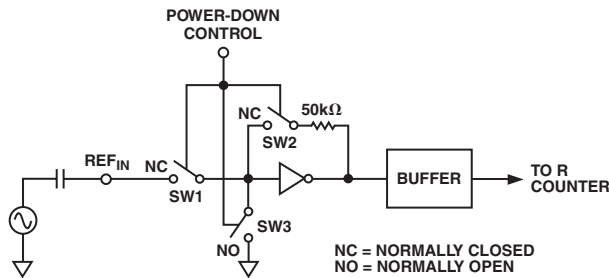 POWER-DOWN
CONTROL
NC
50kΩ
SW2
REFIN
NC
SW1
BUFFER
TO R
COUNTER
SW3
NO
NC = NORMALLY CLOSED
NO = NORMALLY OPEN